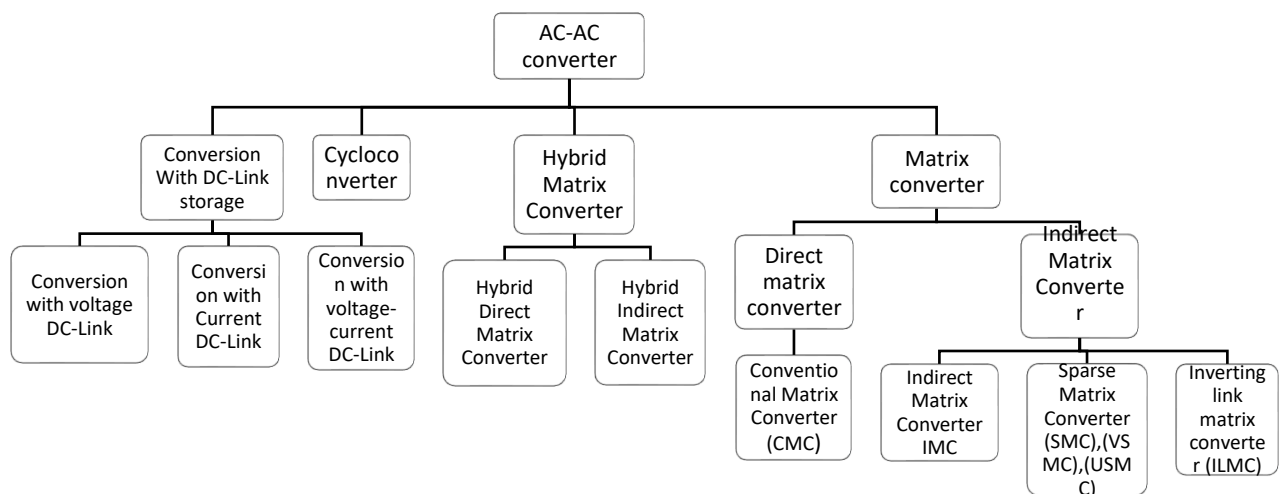 AC-AC
converter
Conversion
With DC-Link
storage
Cycloco
nverter
Hybrid
Matrix
Converter
Matrix
converter
Conversion
with voltage
DC-Link
Conversi
on with
Current
DC-Link
Conversio
n with
voltage-
current
DC-Link
Hybrid
Direct
Matrix
Converter
Hybrid
Indirect
Matrix
Converter
Direct
matrix
converter
Indirect
Matrix
Converte
r
Conventio
nal Matrix
Converter
(CMC)
Indirect
Matrix
Converter
IMC
Sparse
Matrix
Converter
(SMC),(VS
MC),(USM
C)
Inverting
link
matrix
converte
r (ILMC)